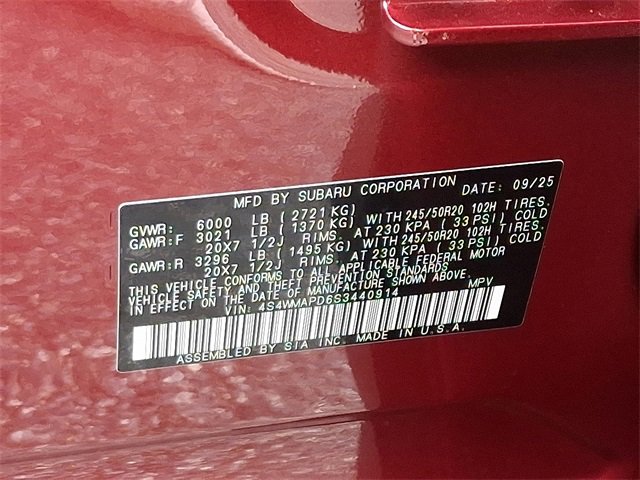 MFD BY SUBARU CORPORATION DATE: 09/25
GVWR: 6000 LB ( 2721 KG)
GAWR:F 3021 LB ( 1370 KG) WITH 245/50R20 102H TIRES.
20X7 1/2J RIMS. AT 230 KPA ( 33 PSI) COLD
GAWR:R 3296 LB ( 1495 KG) WITH 245/50R20 102H TIRES.
20X7 1/2J RIMS. AT 230 KPA ( 33 PSI) COLD
THIS VEHICLE CONFORMS TO ALL APPLICABLE FEDERAL MOTOR
VEHICLE SAFETY AND THEFT PREVENTION STANDARDS
IN EFFECT ON THE DATE OF MANUFACTURE SHOWN ABOVE.
VIN: 4S4WMAPD6S3440914 MPV
ASSEMBLED BY SIA INC. MADE IN U.S.A.